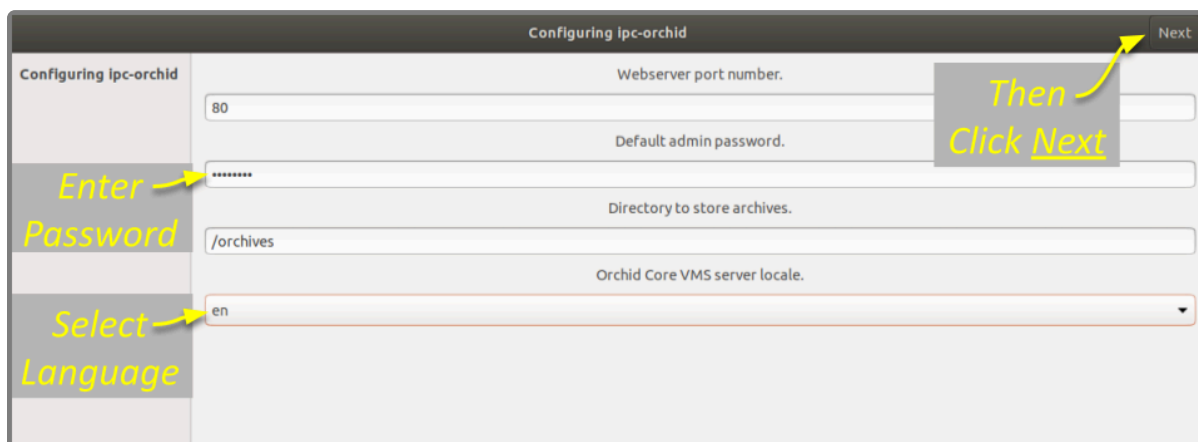 Configuring ipc-orchid
Next
Configuring ipc-orchid
Webserver port number.
80
Then
Click Next
Default admin password.
Enter
Password
••••••••
Directory to store archives.
/orchives
Orchid Core VMS server locale.
Select
Language
en